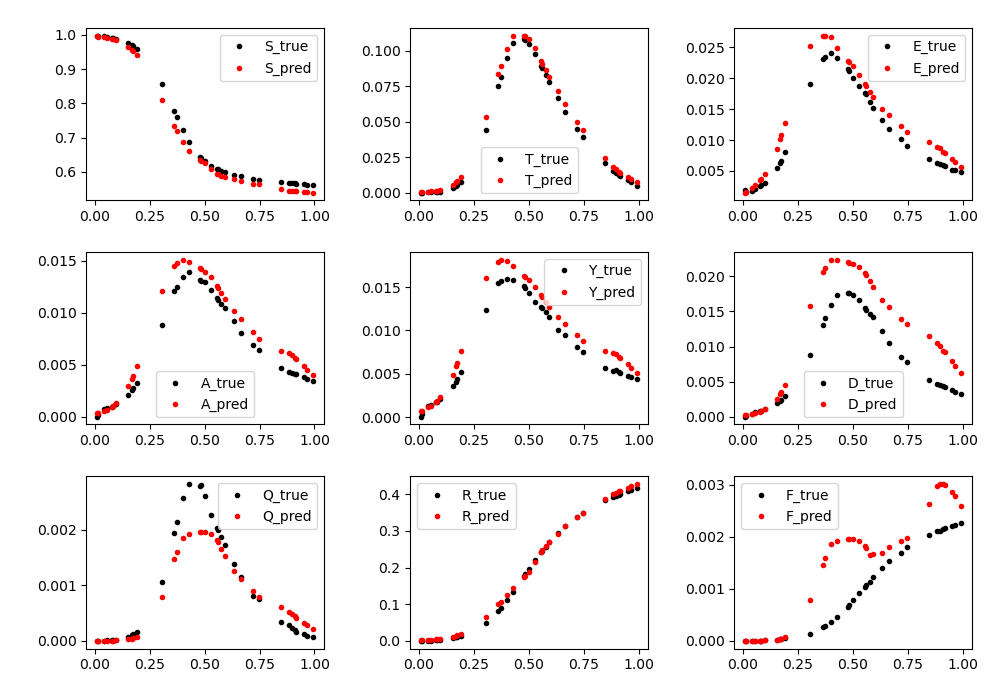 1.0
0.9
0.8
0.7
0.6
S_true
S_pred
0.00 0.25 0.50 0.75 1.00
0.100
0.075
0.050
0.025
0.000
T_true
T_pred
0.00 0.25 0.50 0.75 1.00
0.025
0.020
0.015
0.010
0.005
E_true
E_pred
0.00 0.25 0.50 0.75 1.00
0.015
0.010
0.005
0.000
A_true
A_pred
0.00 0.25 0.50 0.75 1.00
0.015
0.010
0.005
0.000
Y_true
Y_pred
0.00 0.25 0.50 0.75 1.00
0.020
0.015
0.010
0.005
0.000
D_true
D_pred
0.00 0.25 0.50 0.75 1.00
0.002
0.001
0.000
Q_true
Q_pred
0.00 0.25 0.50 0.75 1.00
0.4
0.3
0.2
0.1
0.0
R_true
R_pred
0.00 0.25 0.50 0.75 1.00
0.003
0.002
0.001
0.000
F_true
F_pred
0.00 0.25 0.50 0.75 1.00